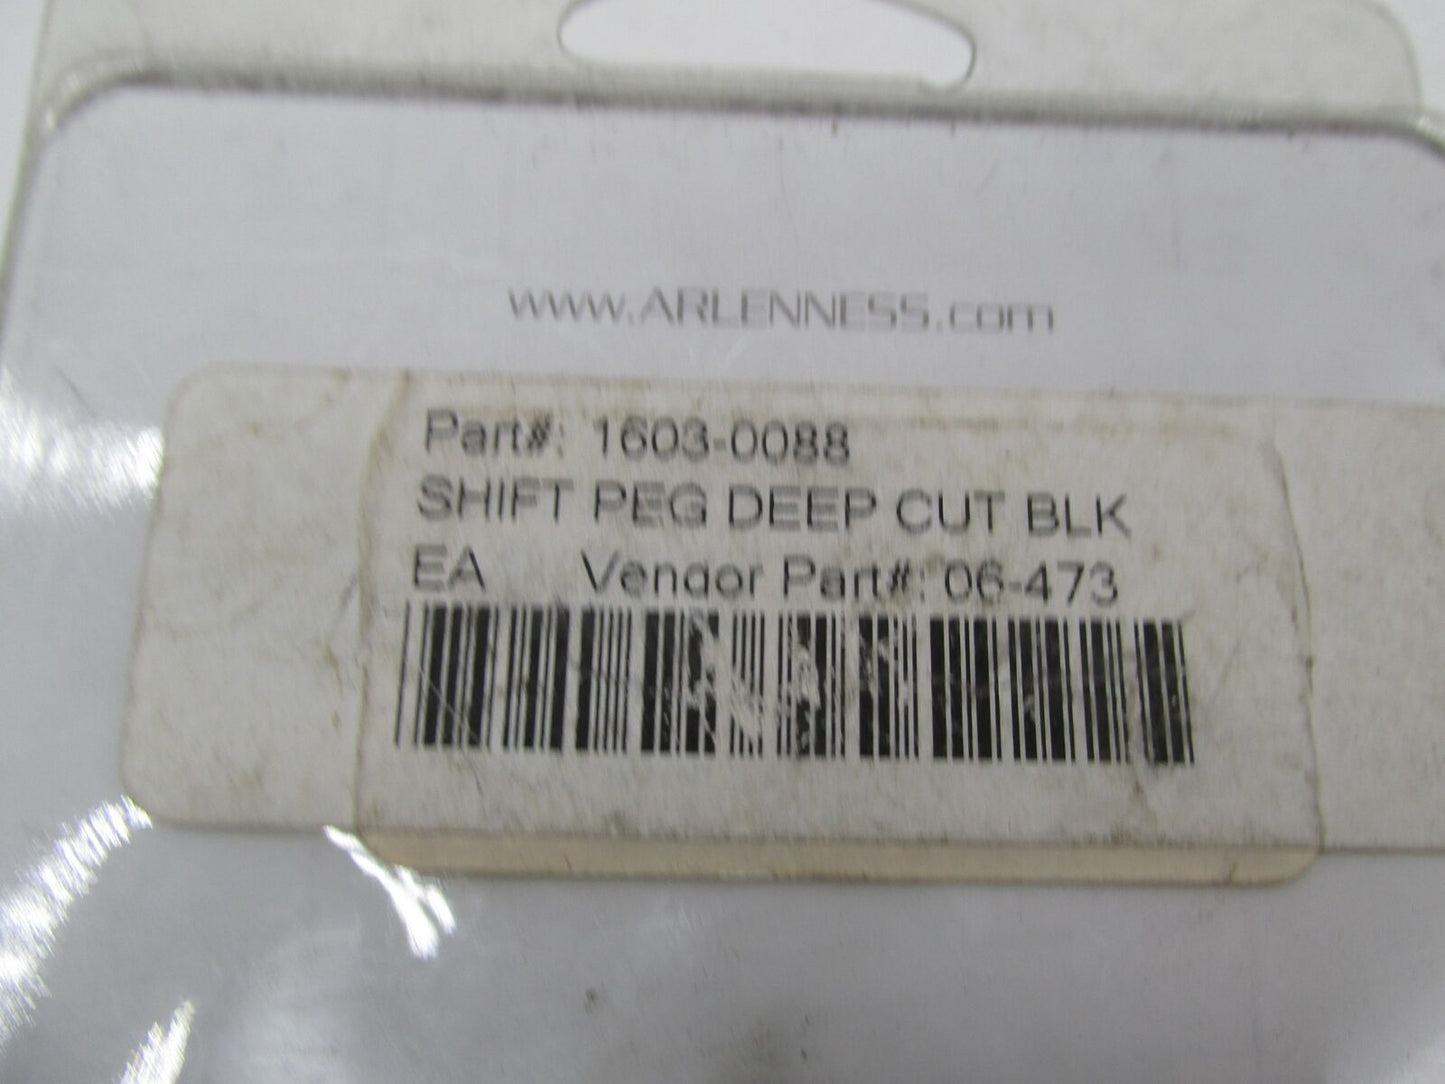 www.ARLENNESS.com
Part#: 1603-0088
SHIFT PEG DEEP CUT BLK
EA Vendor Part#: 06-473